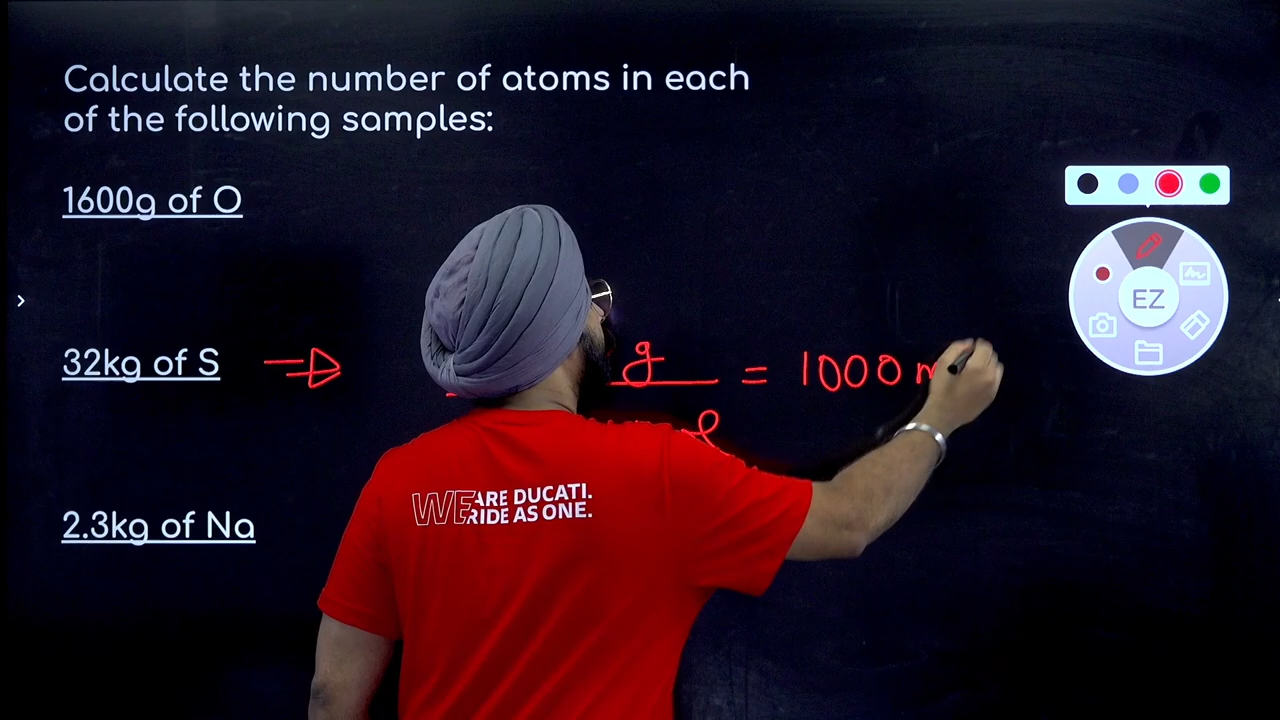 Calculate the number of atoms in each
of the following samples:
1600g of O
32kg of S
g = 1000 m
2.3kg of Na
WE ARE DUCATI.
RIDE AS ONE.
EZ